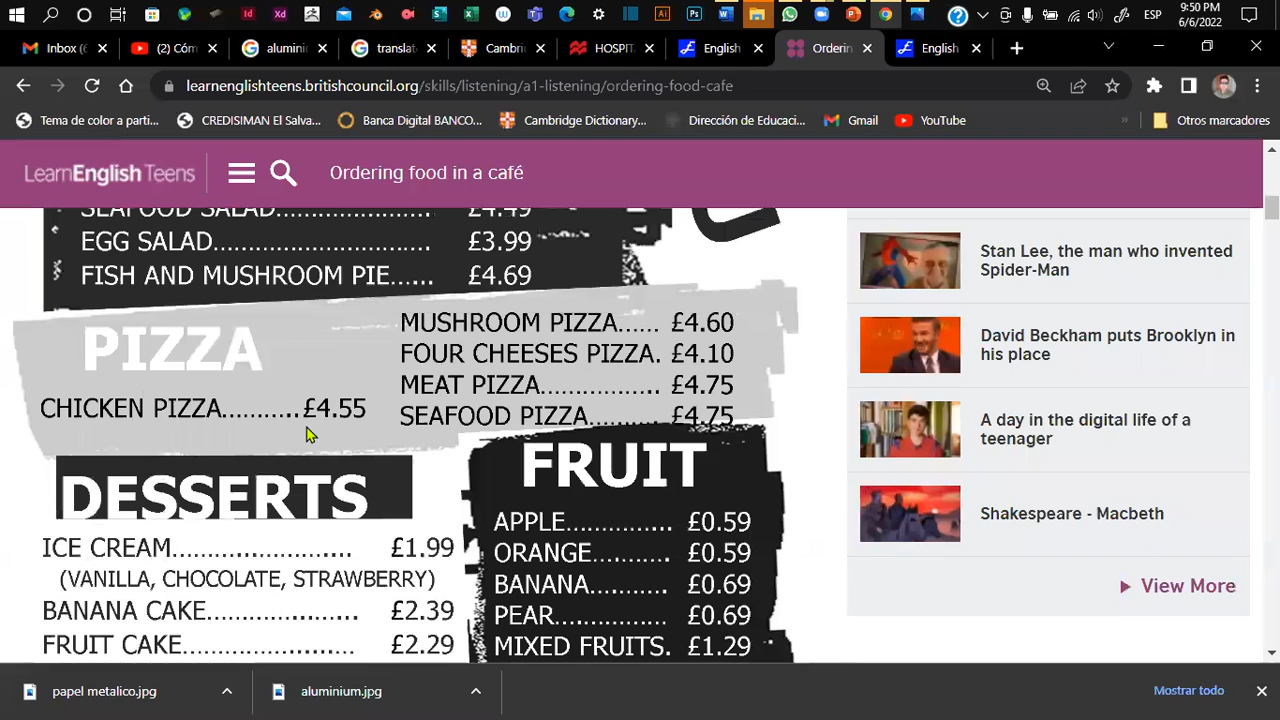 9:50 PM
ESP
6/6/2022
Inbox (6
(2) Cóm
alumini
translat
Cambri
HOSPIT
English
Orderin
English
learnenglishteens.britishcouncil.org/skills/listening/a1-listening/ordering-food-cafe
Tema de color a parti...
CREDISIMAN El Salva...
Banca Digital BANCO...
Cambridge Dictionary...
Dirección de Educaci...
Gmail
YouTube
»
Otros marcadores
LearnEnglish Teens
Ordering food in a café
SEAFOOD SALAD........................ £4.49
EGG SALAD................................. £3.99
FISH AND MUSHROOM PIE...... £4.69
PIZZA
CHICKEN PIZZA............£4.55
MUSHROOM PIZZA...... £4.60
FOUR CHEESES PIZZA. £4.10
MEAT PIZZA.................. £4.75
SEAFOOD PIZZA.......... £4.75
DESSERTS
ICE CREAM........................... £1.99
(VANILLA, CHOCOLATE, STRAWBERRY)
BANANA CAKE....................... £2.39
FRUIT CAKE.......................... £2.29
FRUIT
APPLE................ £0.59
ORANGE............ £0.59
BANANA............ £0.69
PEAR.................. £0.69
MIXED FRUITS. £1.29
Stan Lee, the man who invented
Spider-Man
David Beckham puts Brooklyn in
his place
A day in the digital life of a
teenager
Shakespeare - Macbeth
View More
papel metalico.jpg
aluminium.jpg
Mostrar todo